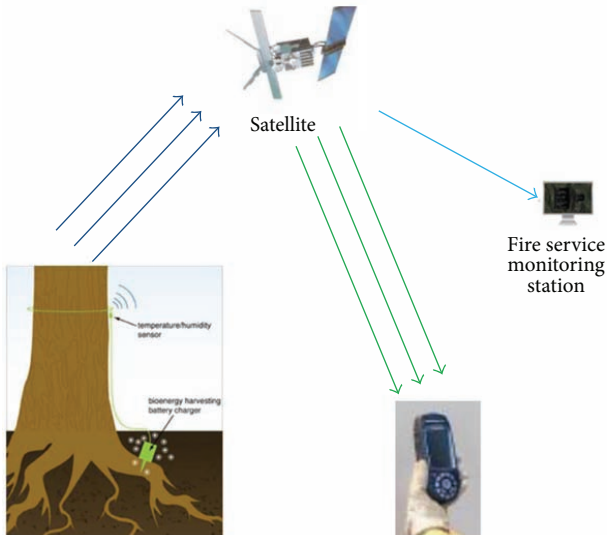 Satellite
Fire service
monitoring
station
temperature/humidity
sensor
bioenergy harvesting
battery charger